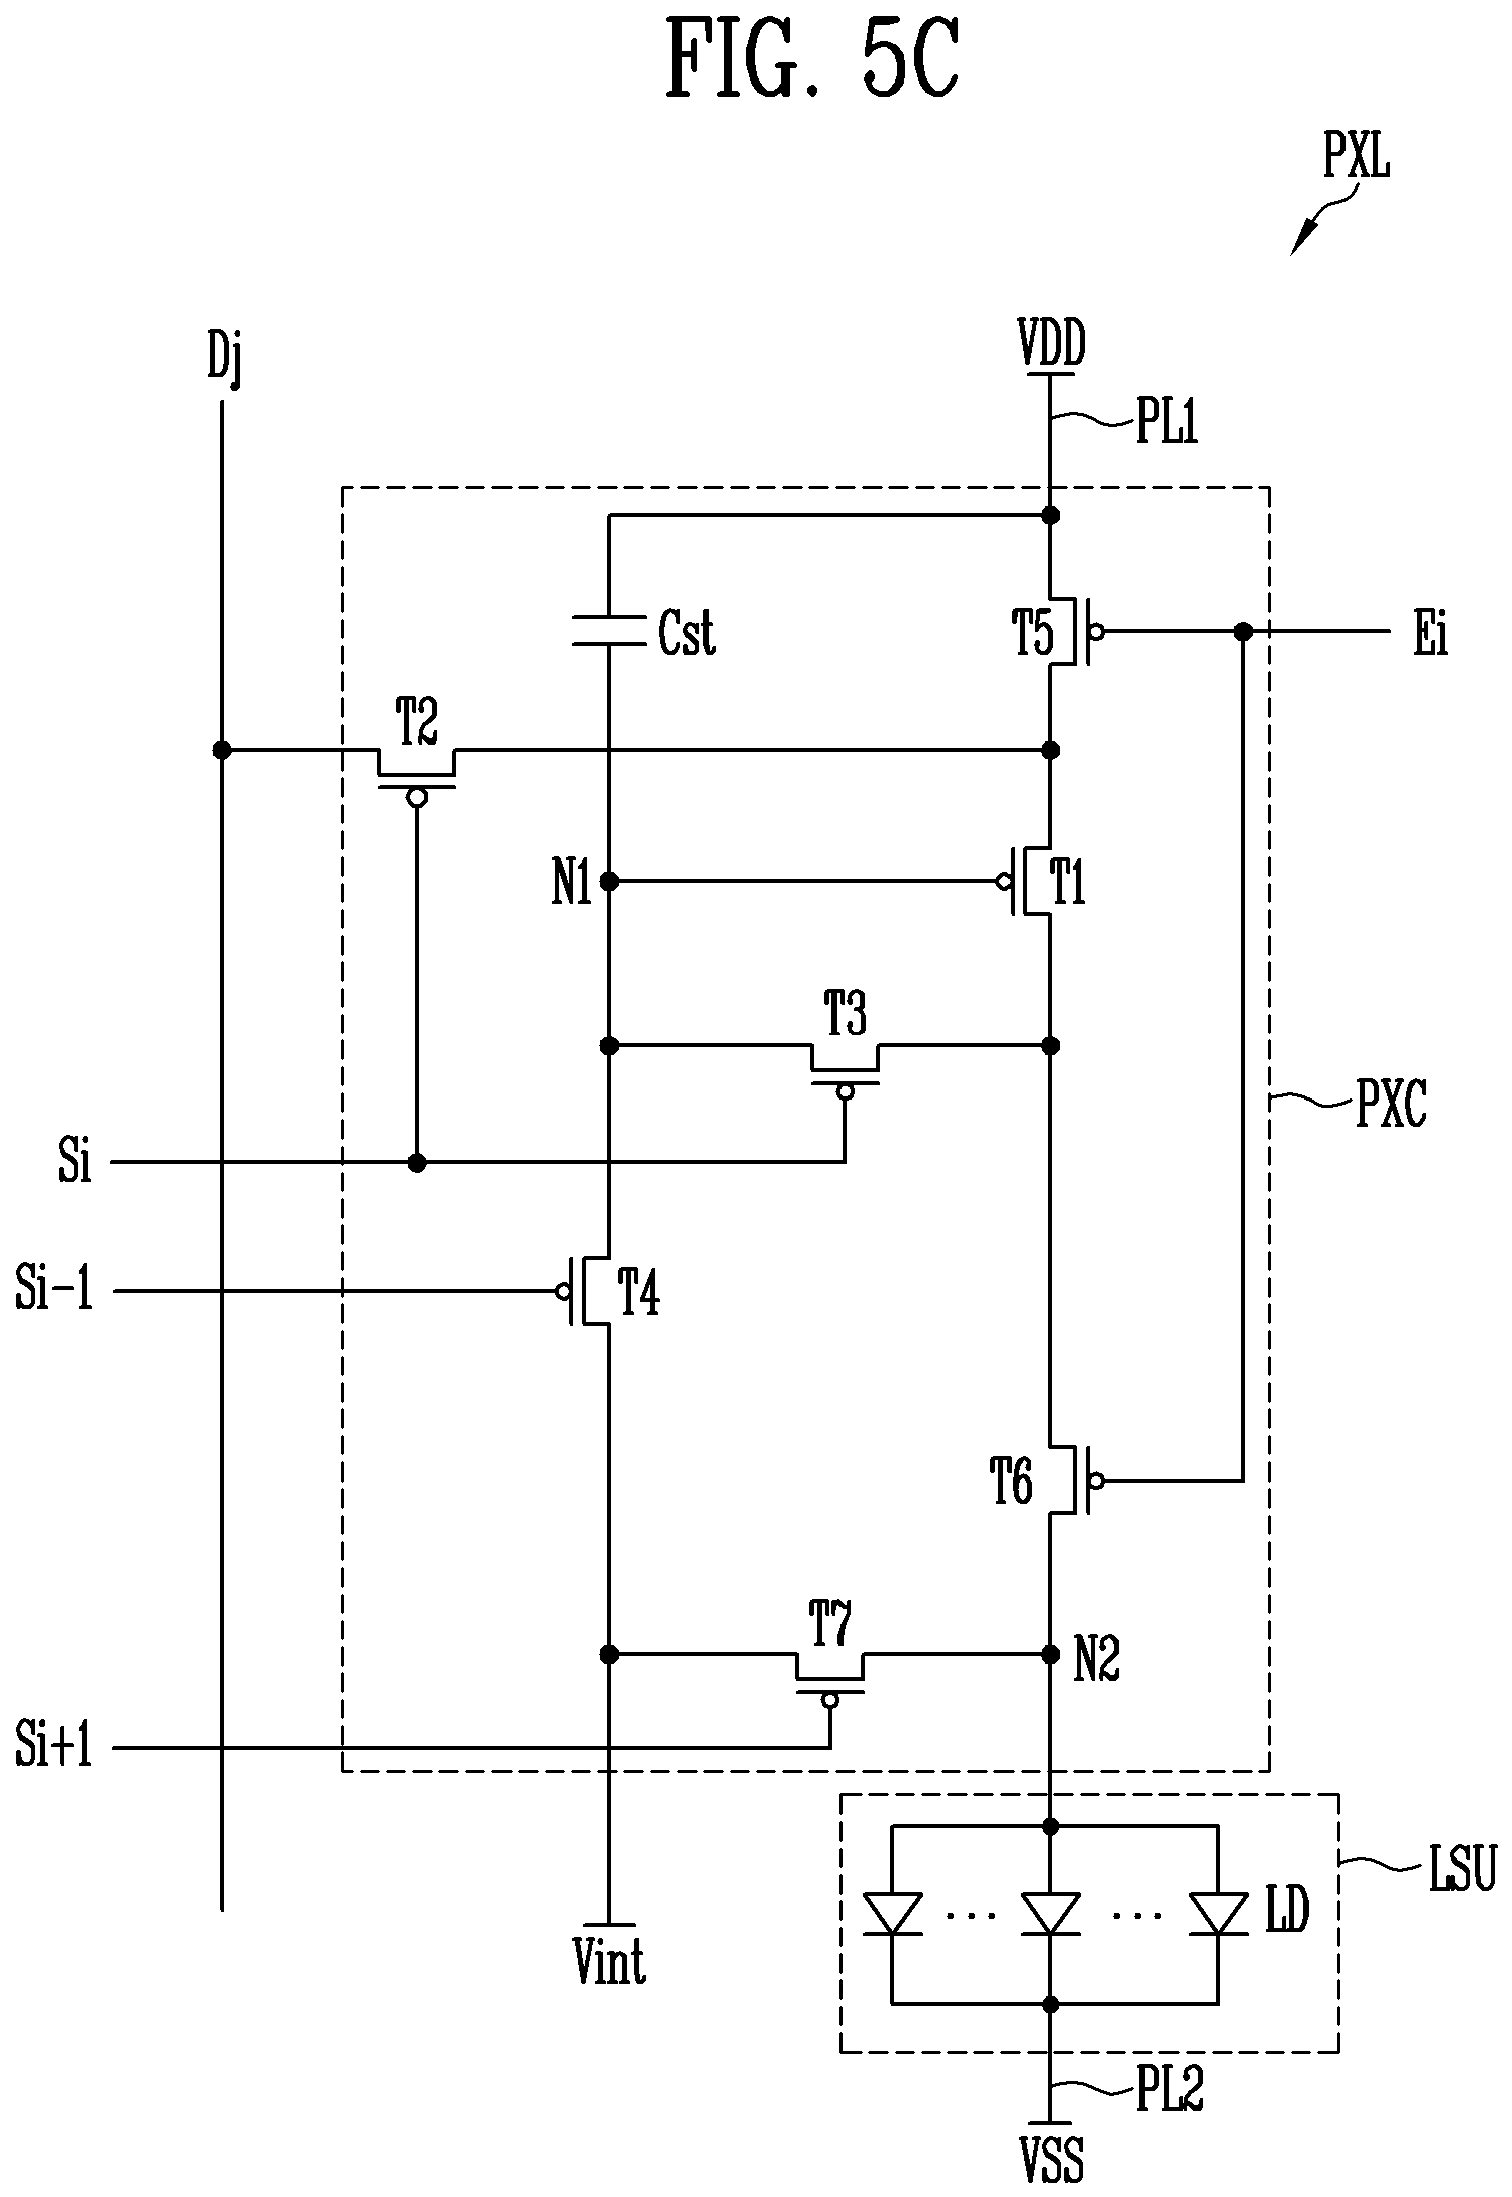 FIG. 5C
PXL
Dj
VDD
PL1
Cst
T5
Ei
T2
N1
T1
T3
PXC
Si
Si-1
T4
T6
T7
N2
Si+1
LSU
LD
Vint
PL2
VSS